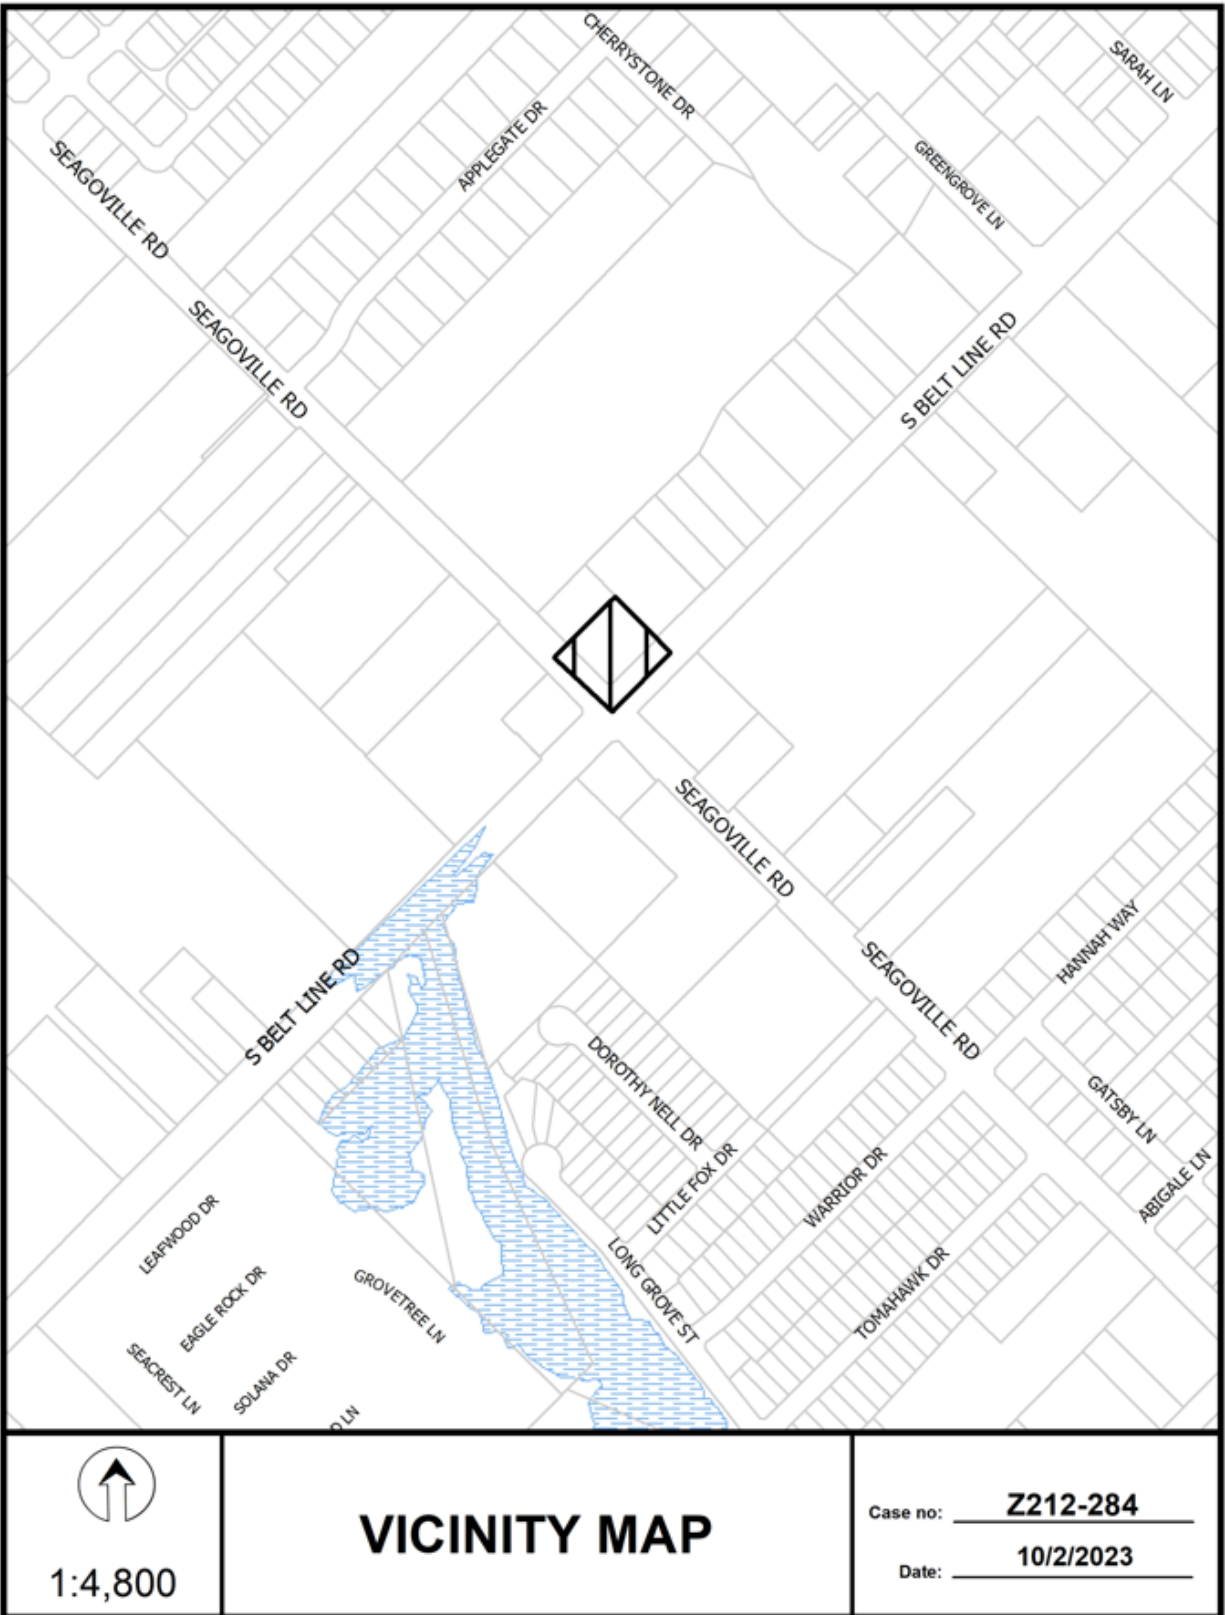 CHERRYSTONE DR
SARAH LN
APPLEGATE DR
SEAGOVILLE RD
GREENGROVE LN
SEAGOVILLE RD
S BELT LINE RD
SEAGOVILLE RD
HANNAH WAY
SEAGOVILLE RD
S BELT LINE RD
DOROTHY NELL DR
GATSBY LN
LITTLE FOX DR
WARRIOR DR
ABIGALE LN
LEAFWOOD DR
LONG GROVE ST
EAGLE ROCK DR
GROVETREE LN
TOMAHAWK DR
SEACREST LN
SOLANA DR
LN
1:4,800
VICINITY MAP
Case no: Z212-284
Date: 10/2/2023